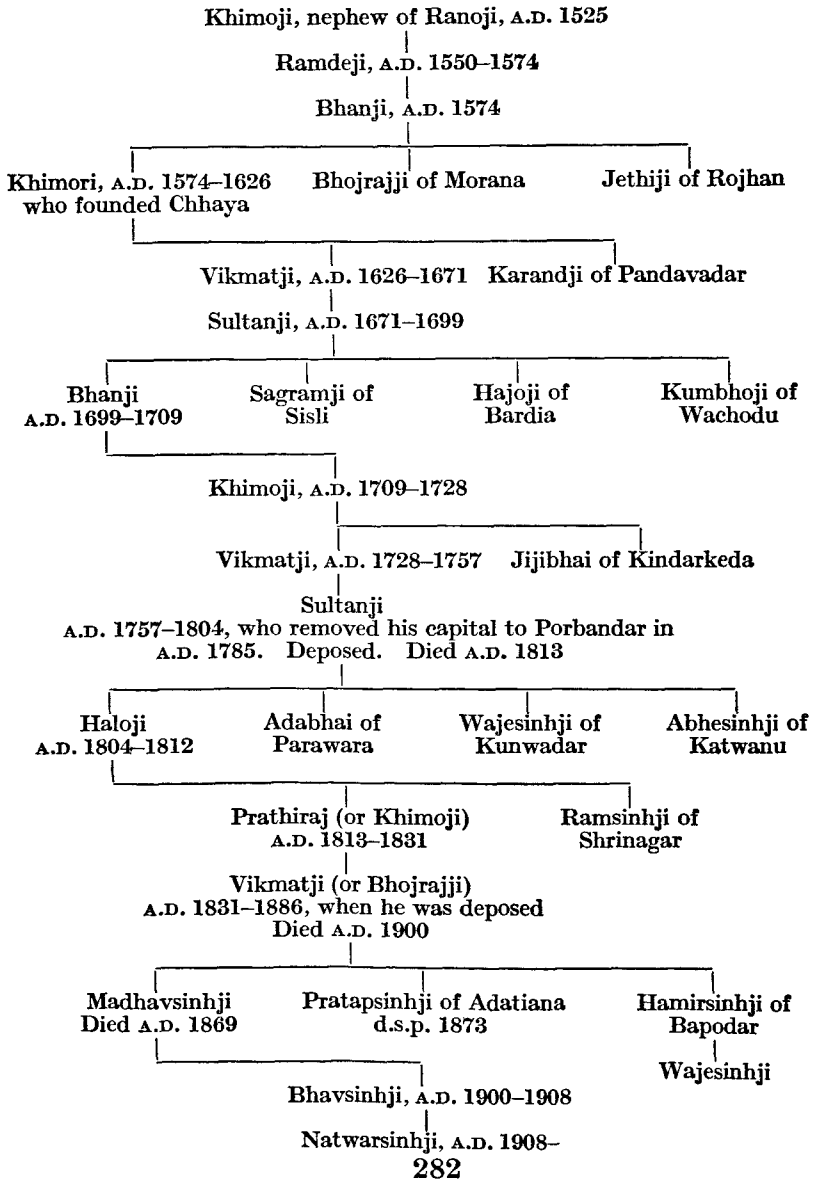 Khimoji, nephew of Ranoji, A.D. 1525
Ramdeji, A.D. 1550–1574
Bhanji, A.D. 1574
Khimori, A.D. 1574–1626 Bhojrajji of Morana Jethiji of Rojhan
who founded Chhaya
Vikmatji, A.D. 1626–1671 Karandji of Pandavadar
Sultanji, A.D. 1671–1699
Bhanji Sagramji of Hajoji of Kumbhoji of
A.D. 1699–1709 Sisli Bardia Wachodu
Khimoji, A.D. 1709–1728
Vikmatji, A.D. 1728–1757 Jijibhai of Kindarkeda
Sultanji
A.D. 1757–1804, who removed his capital to Porbandar in
A.D. 1785. Deposed. Died A.D. 1813
Haloji Adabhai of Wajesinhji of Abhesinhji of
A.D. 1804–1812 Parawara Kunwadar Katwanu
Prathiraj (or Khimoji) Ramsinhji of
A.D. 1813–1831 Shrinagar
Vikmatji (or Bhojrajji)
A.D. 1831–1886, when he was deposed
Died A.D. 1900
Madhavsinhji Pratapsinhji of Adatiana Hamirsinhji of
Died A.D. 1869 d.s.p. 1873 Bapodar
Wajesinhji
Bhavsinhji, A.D. 1900–1908
Natwarsinhji, A.D. 1908–
282